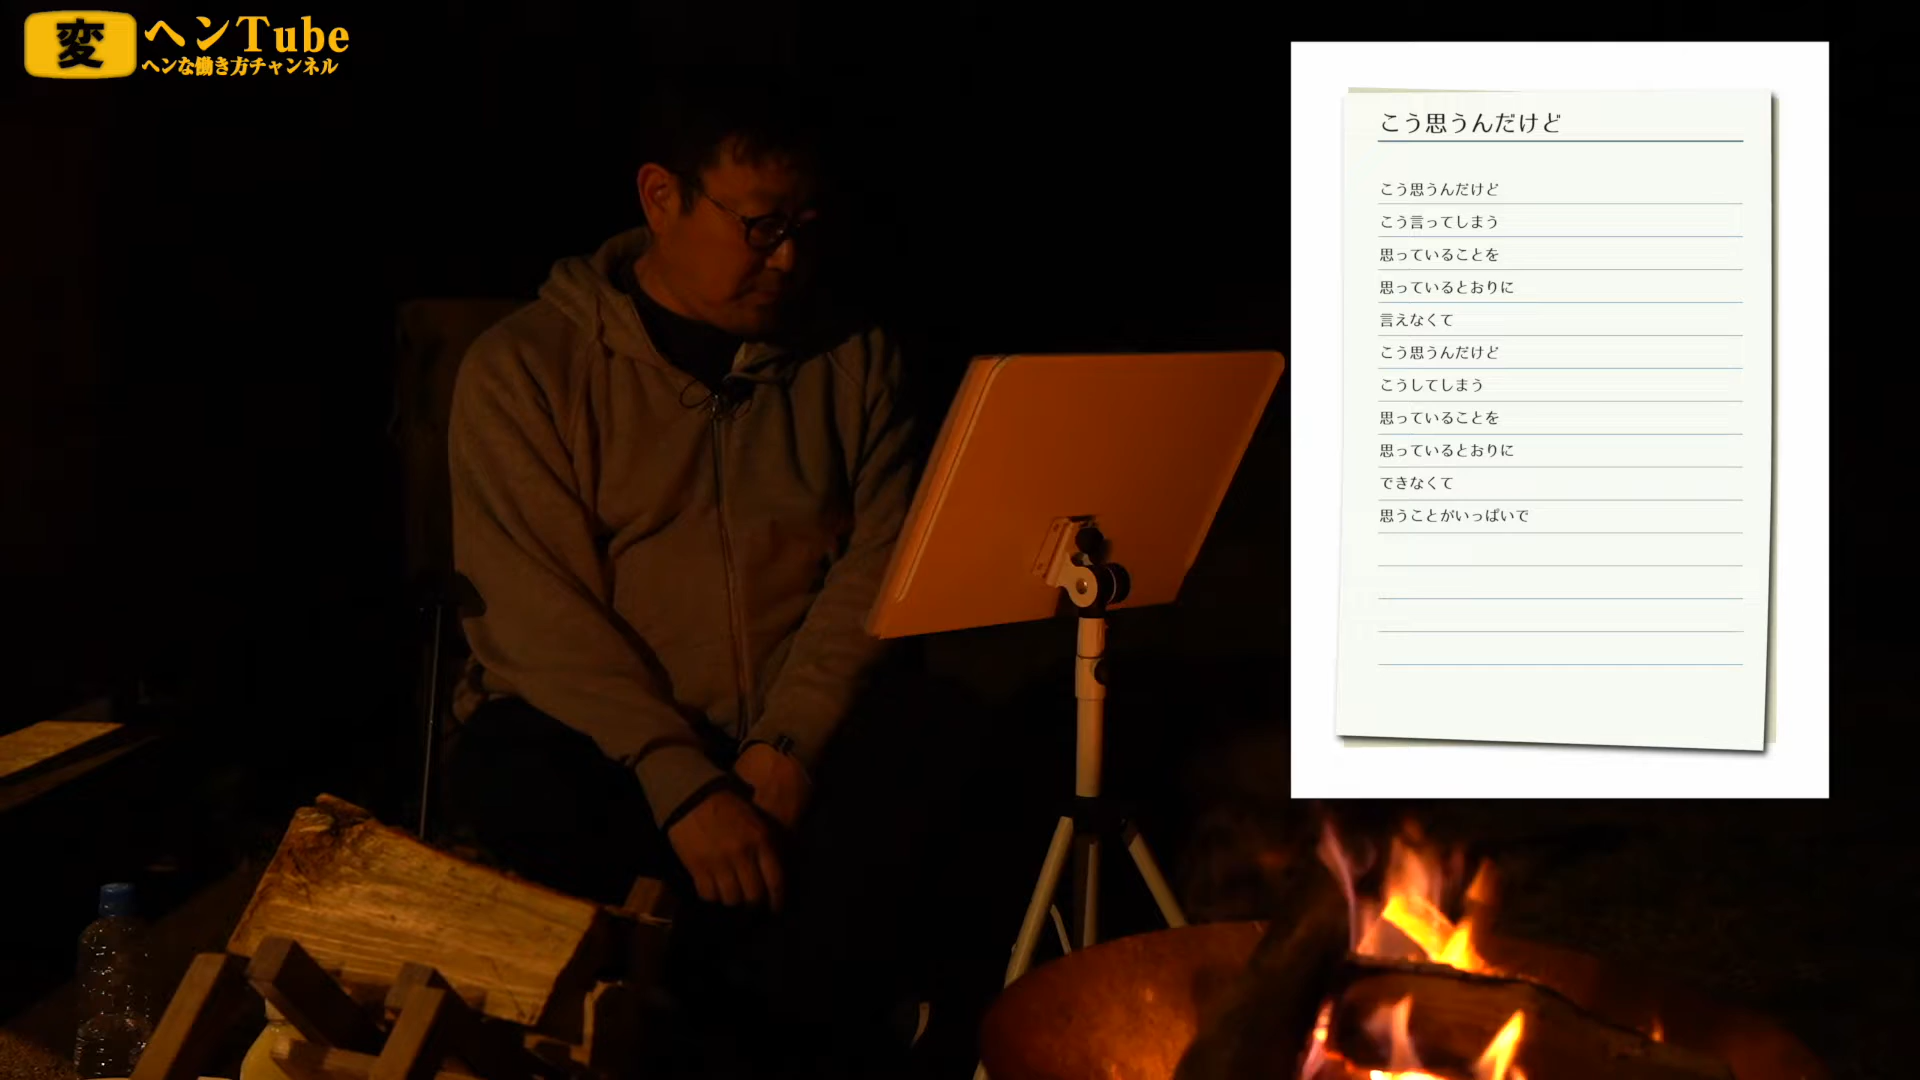 変
ヘンTube
ヘンな働き方チャンネル
こう思うんだけど
こう思うんだけど
こう言ってしまう
思っていることを
思っているとおりに
言えなくて
こう思うんだけど
こうしてしまう
思っていることを
思っているとおりに
できなくて
思うことがいっぱいで